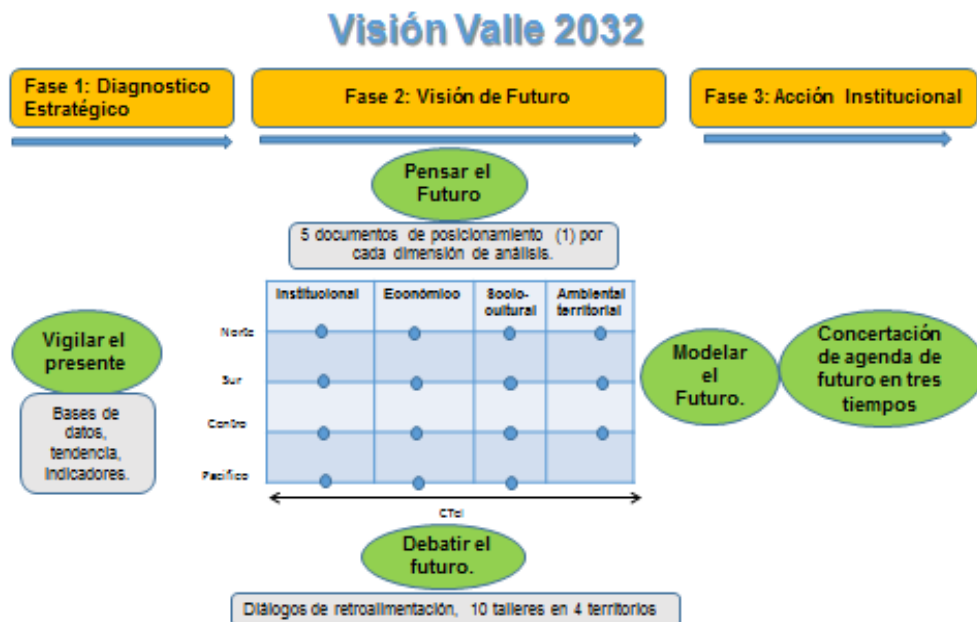 Visión Valle 2032
Fase 1: Diagnostico
Estratégico
Fase 2: Visión de Futuro
Fase 3: Acción Institucional
Pensar el
Futuro
5 documentos de posicionamiento (1) por
cada dimensión de análisis.
Institucional
Económico
Socio-
cultural
Ambiental
territorial
Norte
Sur
Centro
Pacífico
CTeI
Vigilar el
presente
Bases de
datos,
tendencia,
indicadores.
Modelar
el
Futuro.
Concertación
de agenda de
futuro en tres
tiempos
Debatir el
futuro.
Diálogos de retroalimentación, 10 talleres en 4 territorios